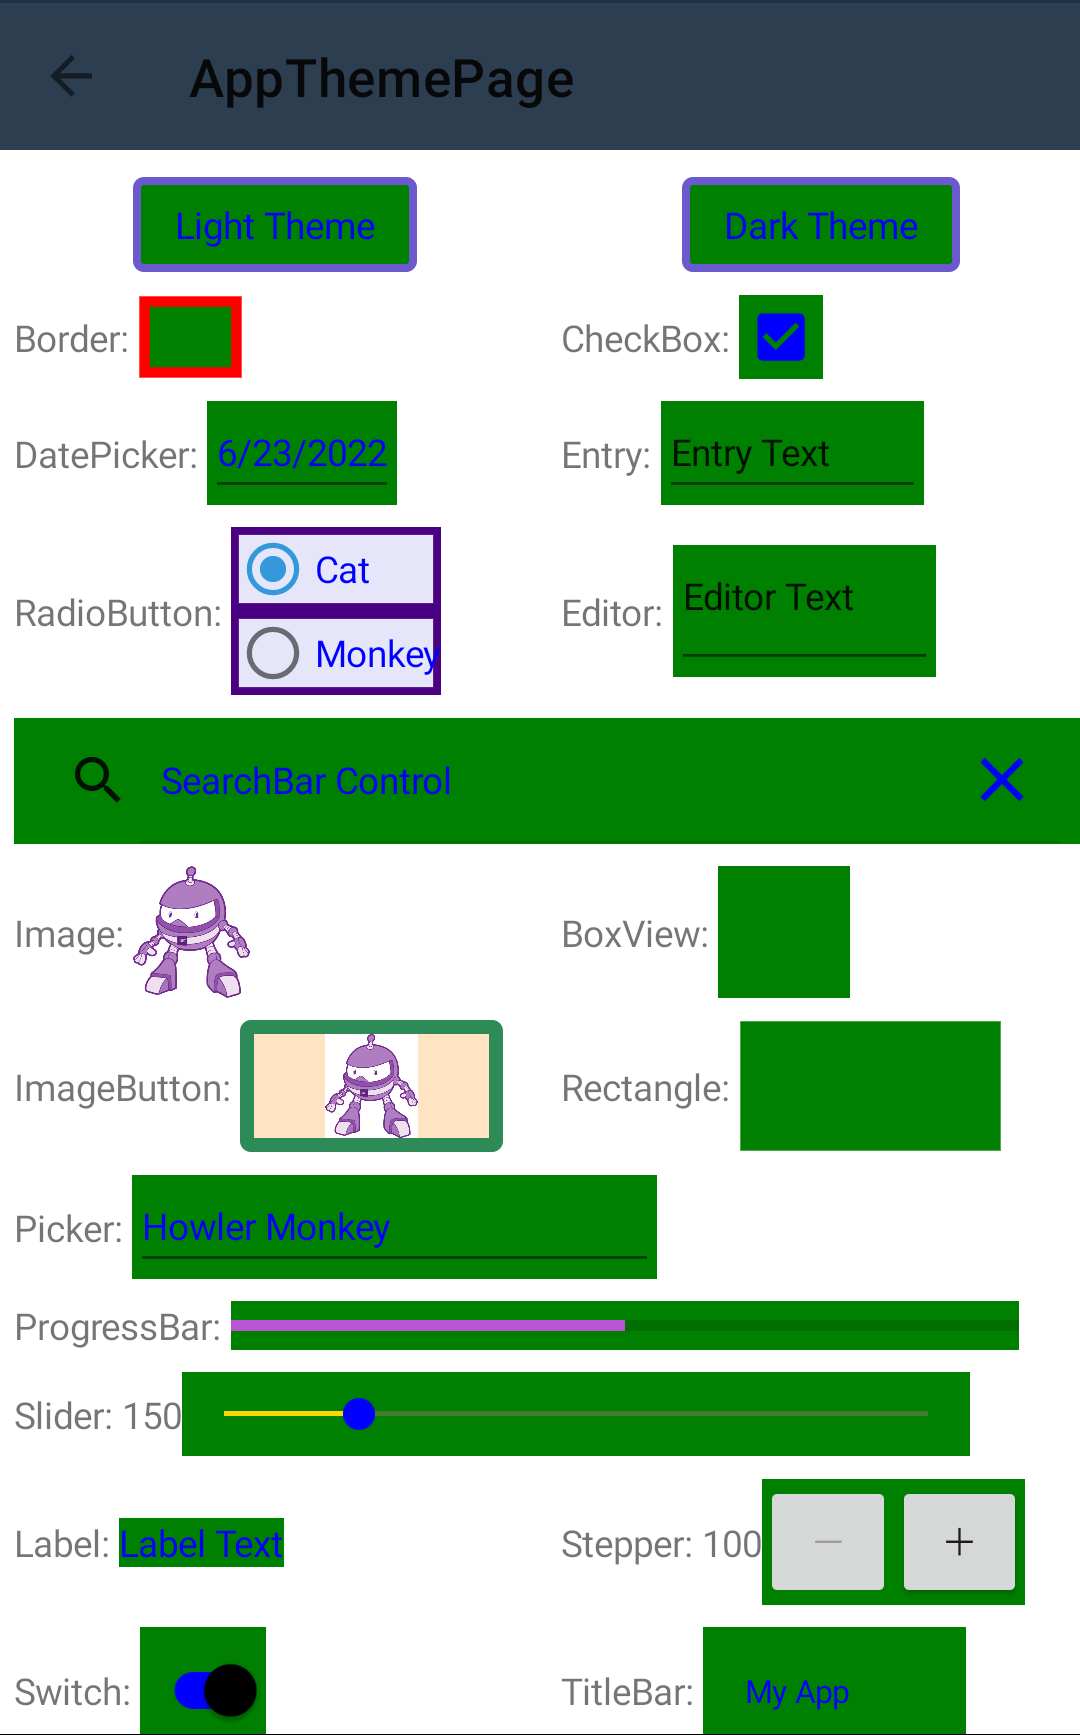 AppThemePage
Light Theme
Dark Theme
Border:
CheckBox:
DatePicker: 6/23/2022
Entry: Entry Text
RadioButton:
Cat
Monkey
Editor: Editor Text
SearchBar Control
Image:
BoxView:
ImageButton:
Rectangle:
Picker: Howler Monkey
ProgressBar:
Slider: 150
Label: Label Text
Stepper: 100
Switch:
TitleBar: My App